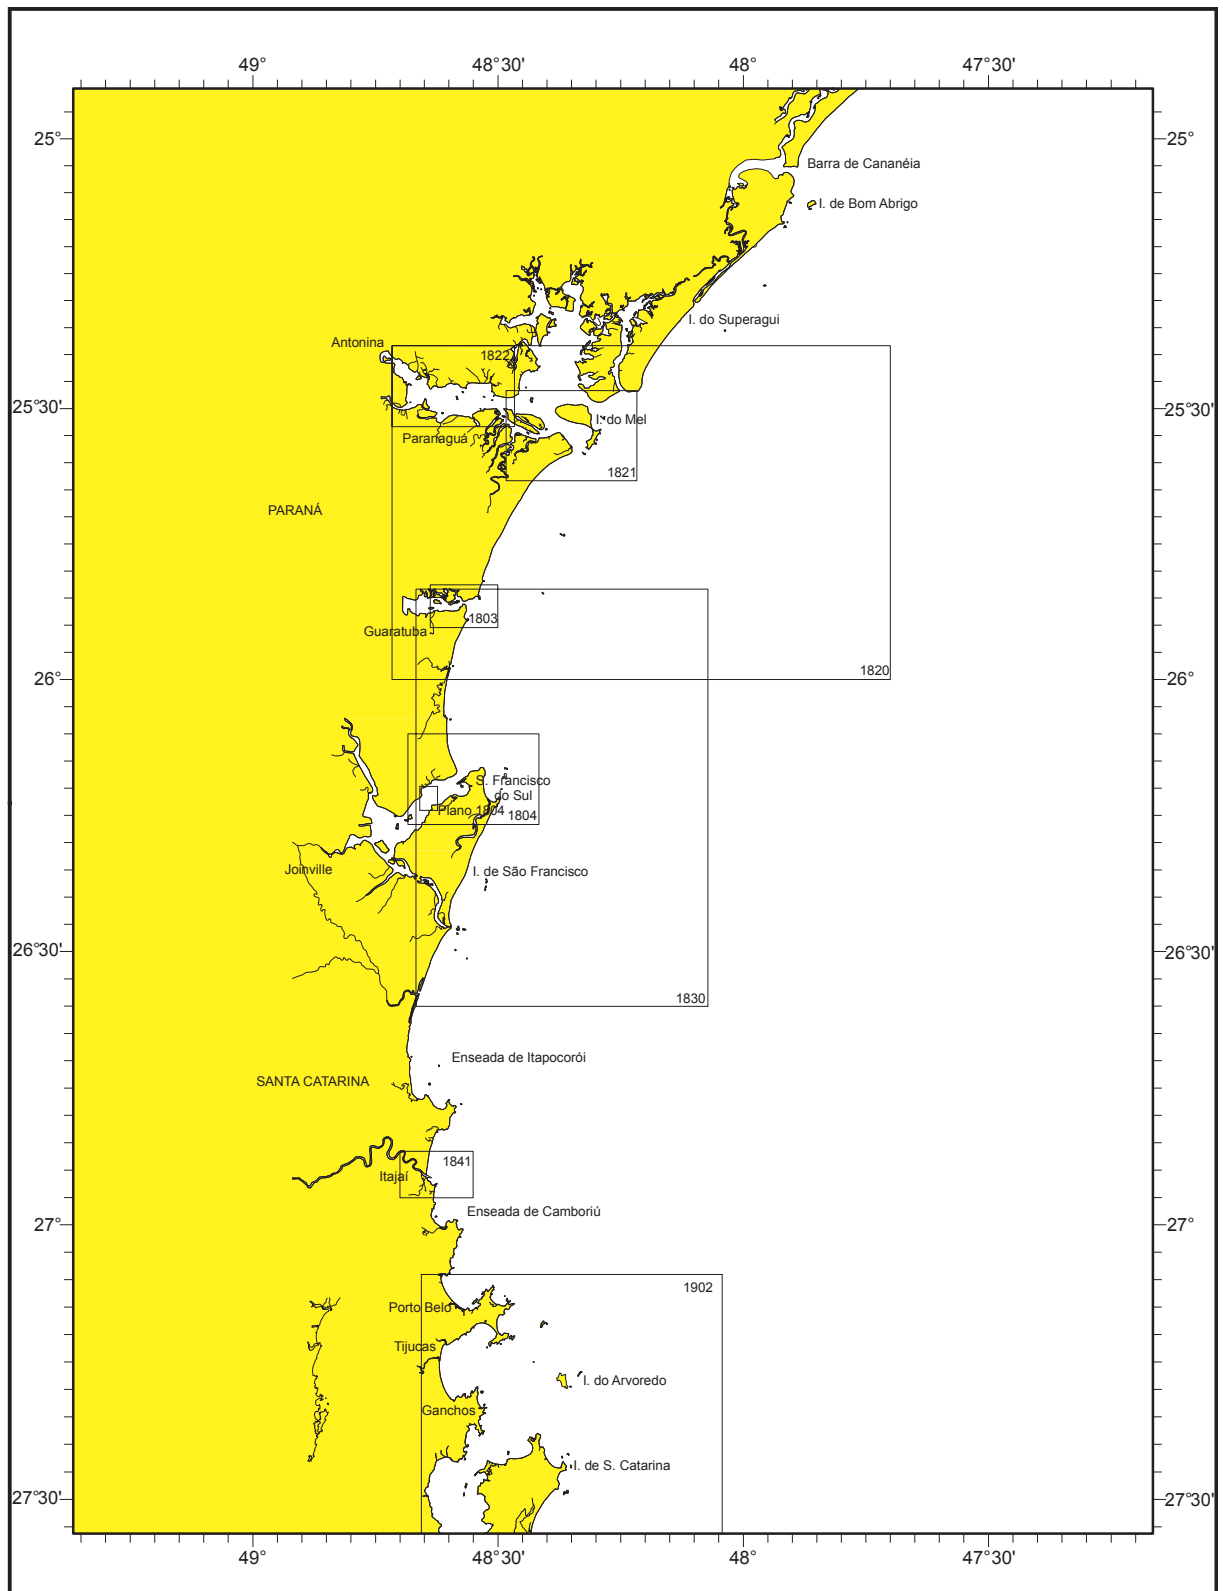 49°
48°30'
48°
47°30'
25°
25°
Barra de Cananéia
I. de Bom Abrigo
I. do Superagui
Antonina
1822
25°30'
25°30'
I. do Mel
Paranaguá
1821
PARANÁ
1803
Guaratuba
1820
26°
26°
S. Francisco
do Sul
Plano 1804
1804
Joinville
I. de São Francisco
26°30'
26°30'
1830
Enseada de Itapocorói
SANTA CATARINA
1841
Itajaí
Enseada de Camboriú
27°
27°
1902
Porto Belo
Tijucas
I. do Arvoredo
Ganchos
I. de S. Catarina
27°30'
27°30'
49°
48°30'
48°
47°30'